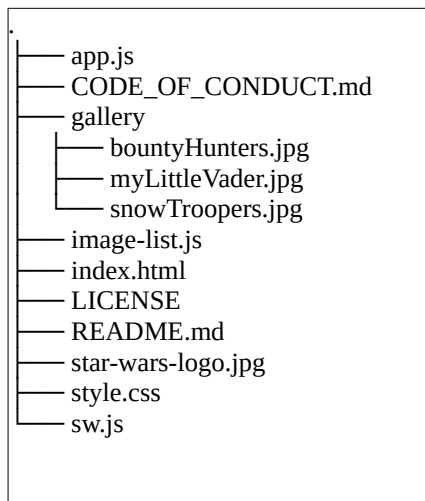 .
├── app.js
├── CODE_OF_CONDUCT.md
├── gallery
│   ├── bountyHunters.jpg
│   ├── myLittleVader.jpg
│   └── snowTroopers.jpg
├── image-list.js
├── index.html
├── LICENSE
├── README.md
├── star-wars-logo.jpg
├── style.css
└── sw.js